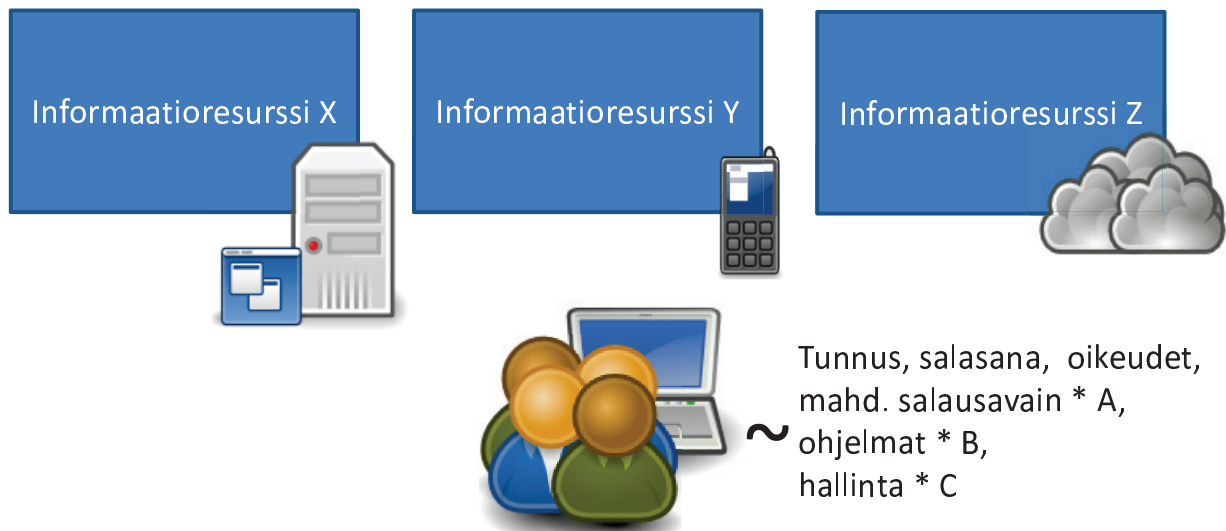 Informaatioresurssi X
Informaatioresurssi Y
Informaatioresurssi Z
Tunnus, salasana, oikeudet,
mahd. salausavain * A,
~ ohjelmat * B,
hallinta * C